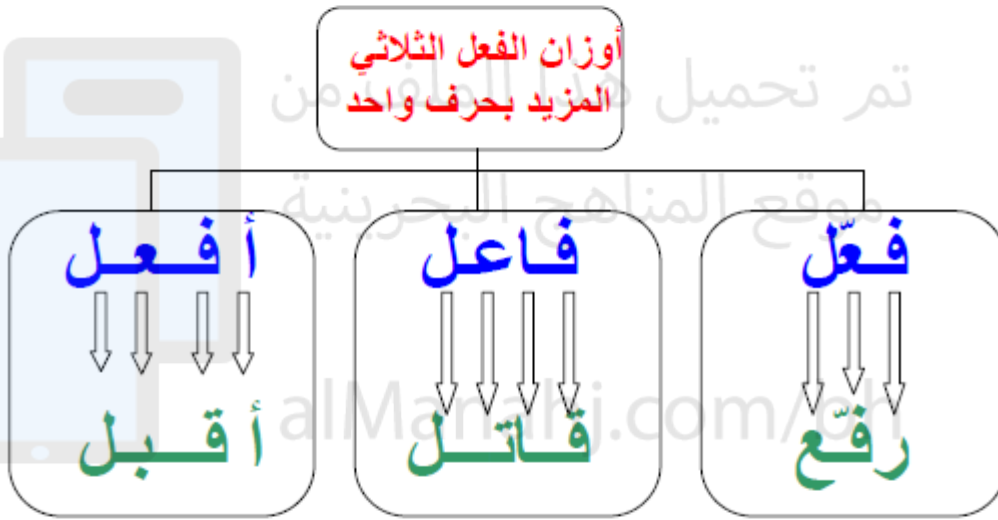 أوزان الفعل الثلاثي
المزيد بحرف واحد
تم تحميل هذا الملف من
موقع المناهج البحرينية
فعّل
فاعل
أفعل
alManahj.com/bh
رفّع
قاتل
أقبل